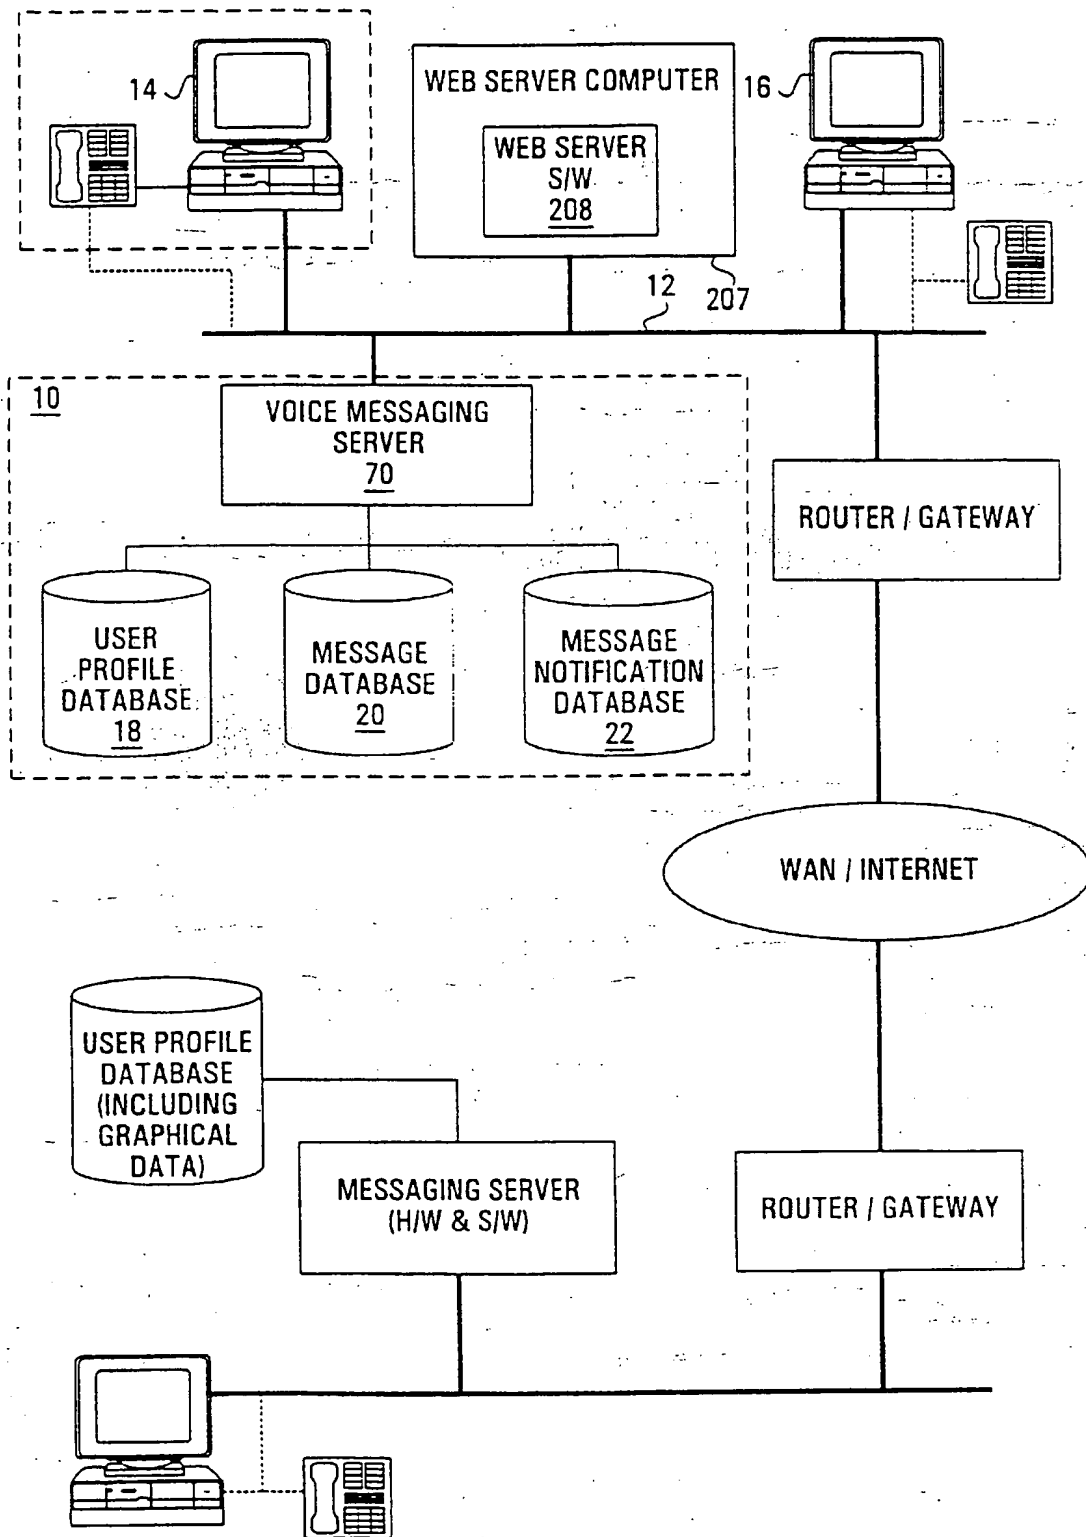 14
WEB SERVER COMPUTER
WEB SERVER
S/W
208
16
12
207
10
VOICE MESSAGING
SERVER
70
ROUTER / GATEWAY
USER
PROFILE
DATABASE
18
MESSAGE
DATABASE
20
MESSAGE
NOTIFICATION
DATABASE
22
WAN / INTERNET
USER PROFILE
DATABASE
(INCLUDING
GRAPHICAL
DATA)
MESSAGING SERVER
(H/W & S/W)
ROUTER / GATEWAY